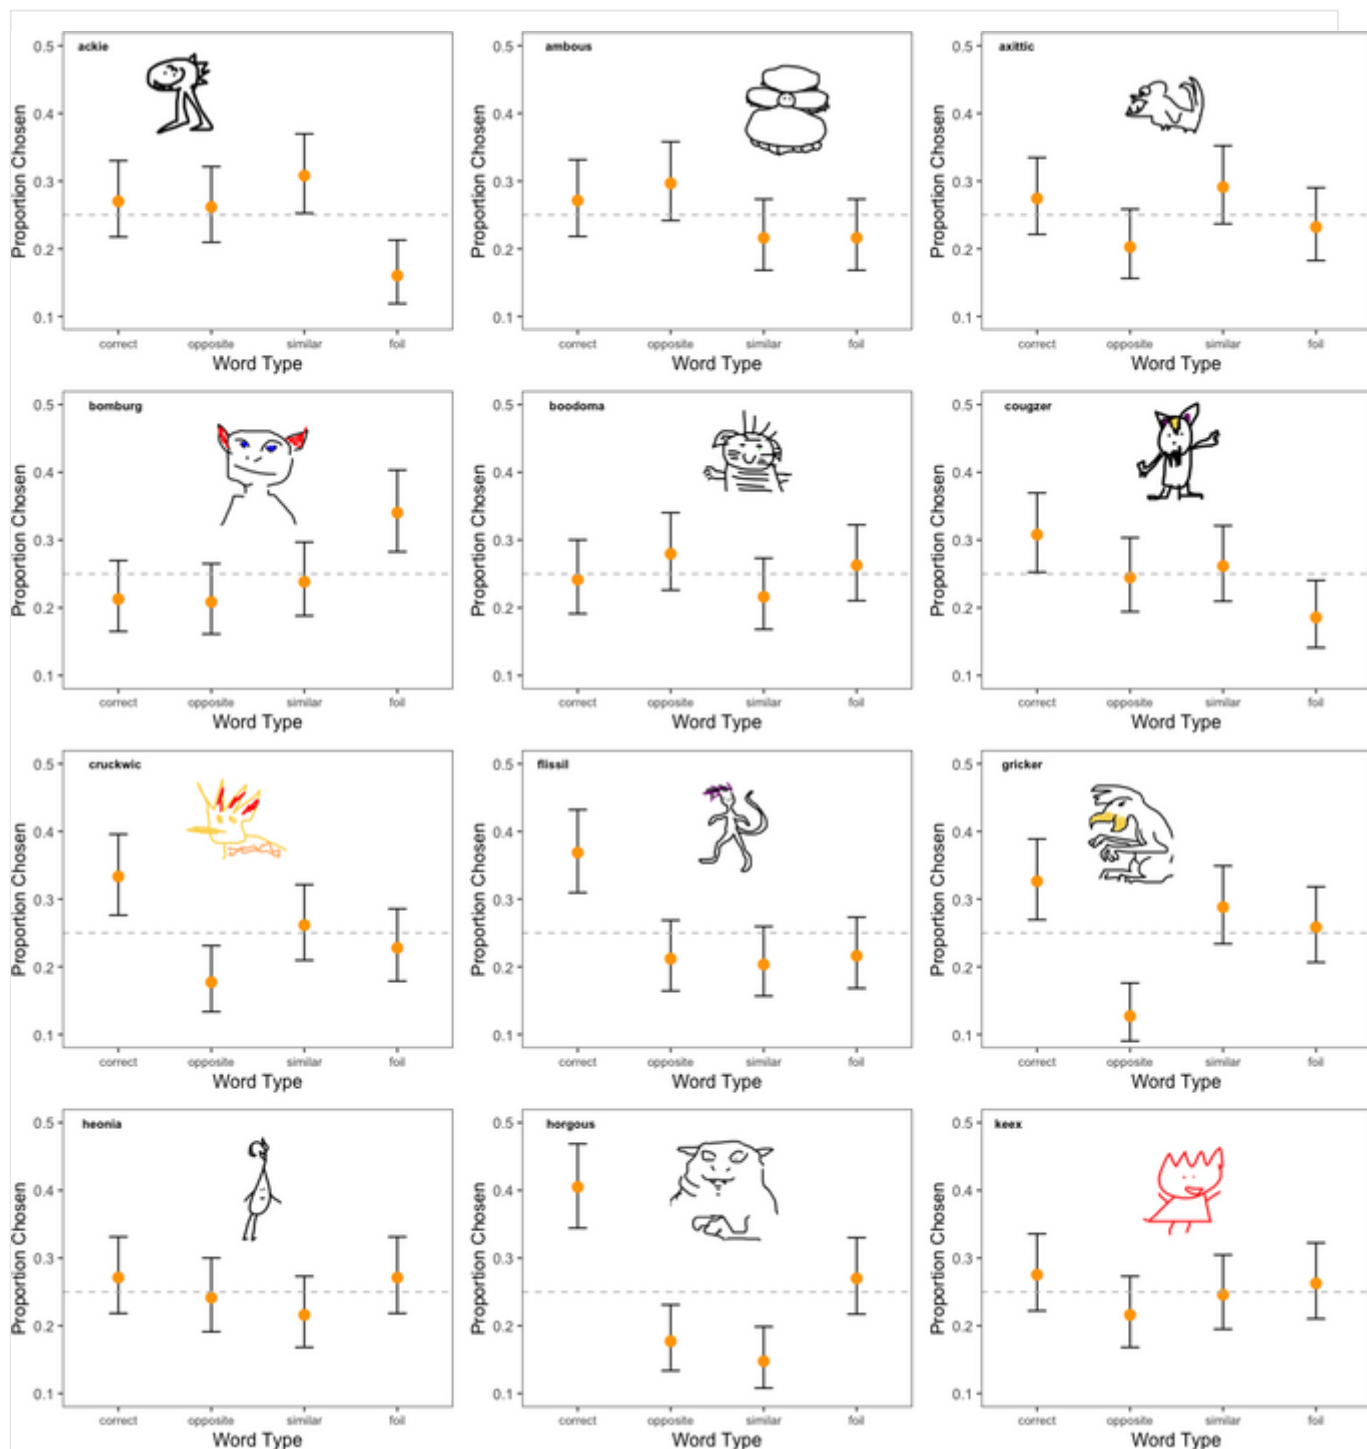 ackie
ambous
axittic
0.5
0.4
0.3
0.2
0.1
Proportion Chosen
correct opposite similar foil
Word Type
0.5
0.4
0.3
0.2
0.1
Proportion Chosen
correct opposite similar foil
Word Type
0.5
0.4
0.3
0.2
0.1
Proportion Chosen
correct opposite similar foil
Word Type
bomburg
boodoma
cougzer
0.5
0.4
0.3
0.2
0.1
Proportion Chosen
correct opposite similar foil
Word Type
0.5
0.4
0.3
0.2
0.1
Proportion Chosen
correct opposite similar foil
Word Type
0.5
0.4
0.3
0.2
0.1
Proportion Chosen
correct opposite similar foil
Word Type
cruckwic
flissil
gricker
0.5
0.4
0.3
0.2
0.1
Proportion Chosen
correct opposite similar foil
Word Type
0.5
0.4
0.3
0.2
0.1
Proportion Chosen
correct opposite similar foil
Word Type
0.5
0.4
0.3
0.2
0.1
Proportion Chosen
correct opposite similar foil
Word Type
heonia
horgous
keex
0.5
0.4
0.3
0.2
0.1
Proportion Chosen
correct opposite similar foil
Word Type
0.5
0.4
0.3
0.2
0.1
Proportion Chosen
correct opposite similar foil
Word Type
0.5
0.4
0.3
0.2
0.1
Proportion Chosen
correct opposite similar foil
Word Type